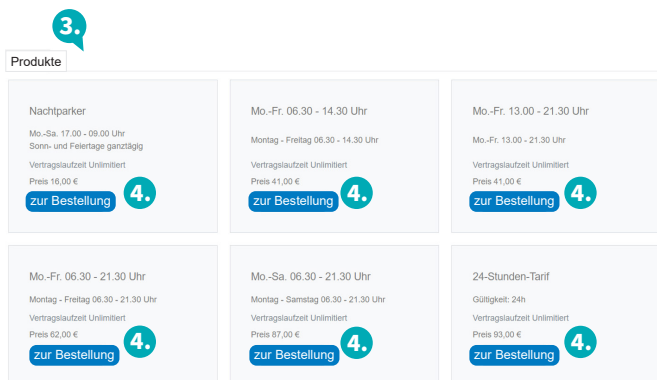 3.
Produkte
Nachtparker
Mo.-Sa. 17.00 - 09.00 Uhr
Sonn- und Feiertage ganztägig
Vertragslaufzeit Unlimitiert
Preis 16,00 €
zur Bestellung
4.
Mo.-Fr. 06.30 - 14.30 Uhr
Montag - Freitag 06.30 - 14.30 Uhr
Vertragslaufzeit Unlimitiert
Preis 41,00 €
zur Bestellung
4.
Mo.-Fr. 13.00 - 21.30 Uhr
Mo.-Fr. 13.00 - 21.30 Uhr
Vertragslaufzeit Unlimitiert
Preis 41,00 €
zur Bestellung
4.
Mo.-Fr. 06.30 - 21.30 Uhr
Montag - Freitag 06.30 - 21.30 Uhr
Vertragslaufzeit Unlimitiert
Preis 62,00 €
zur Bestellung
4.
Mo.-Sa. 06.30 - 21.30 Uhr
Montag - Samstag 06.30 - 21.30 Uhr
Vertragslaufzeit Unlimitiert
Preis 87,00 €
zur Bestellung
4.
24-Stunden-Tarif
Gültigkeit: 24h
Vertragslaufzeit Unlimitiert
Preis 93,00 €
zur Bestellung
4.